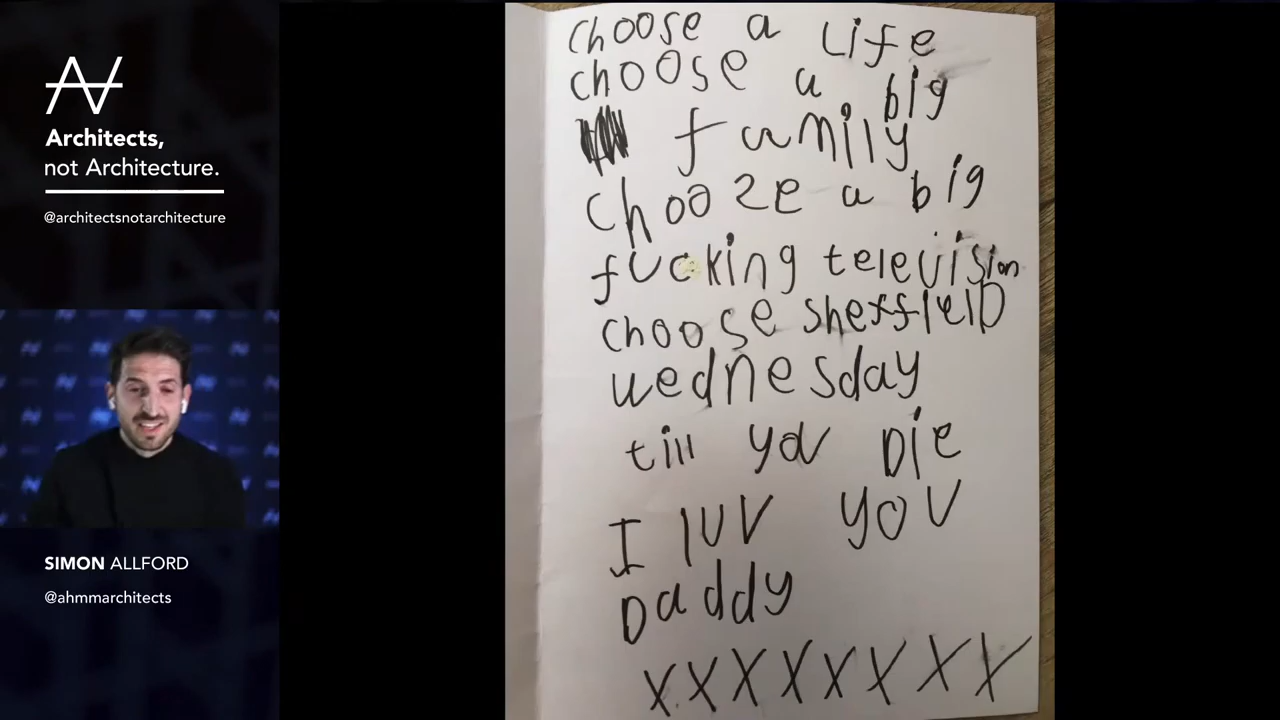 Architects,
not Architecture.
@architectsnotarchitecture
SIMON ALLFORD
@ahmmarchitects
choose a Life
choose a big
family
chooze a big
fucking television
choose sheffielD
wednesday
till you Die
I luv you
Daddy
xxxxxxxx